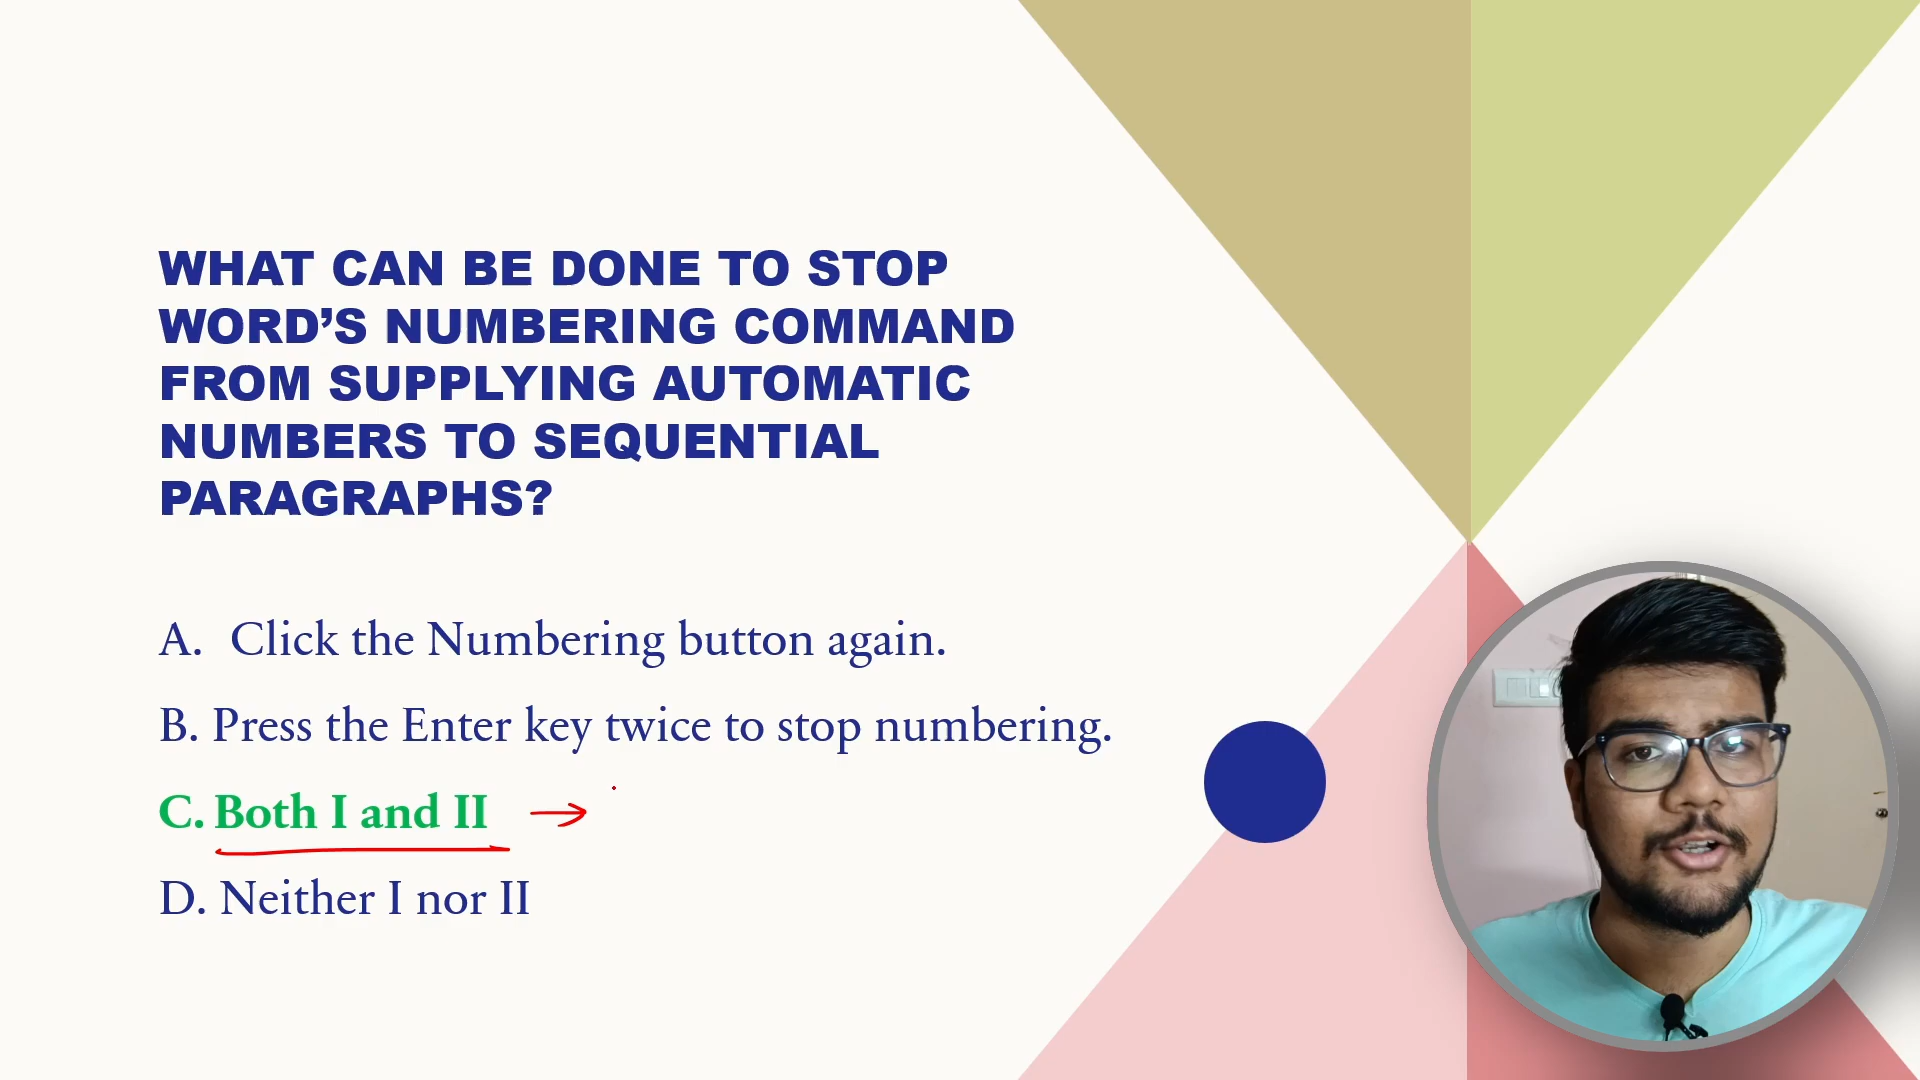 WHAT CAN BE DONE TO STOP
WORD’S NUMBERING COMMAND
FROM SUPPLYING AUTOMATIC
NUMBERS TO SEQUENTIAL
PARAGRAPHS?
A. Click the Numbering button again.
B. Press the Enter key twice to stop numbering.
C. Both I and II
D. Neither I nor II